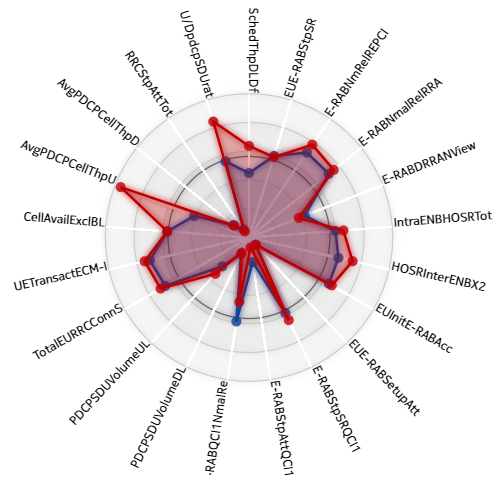 SchedThpDLDf
EUE-RABStpSR
E-RABNmRelREPCI
E-RABNmalRelRRA
E-RABDRRANView
IntraENBHOSRTot
HOSRInterENBX2
EUInitE-RABAcc
EUE-RABSetupAtt
E-RABStpSRQCI1
E-RABStpAttQCI1
-RABQCI1NmalRe
PDCPSDUVolumeDL
PDCPSDUVolumeUL
TotalEURRCConnS
UETransactECM-I
CellAvailExclBL
AvgPDCPCellThpU
AvgPDCPCellThpD
RRCStpAttTot
U/DpdcpSDUrat